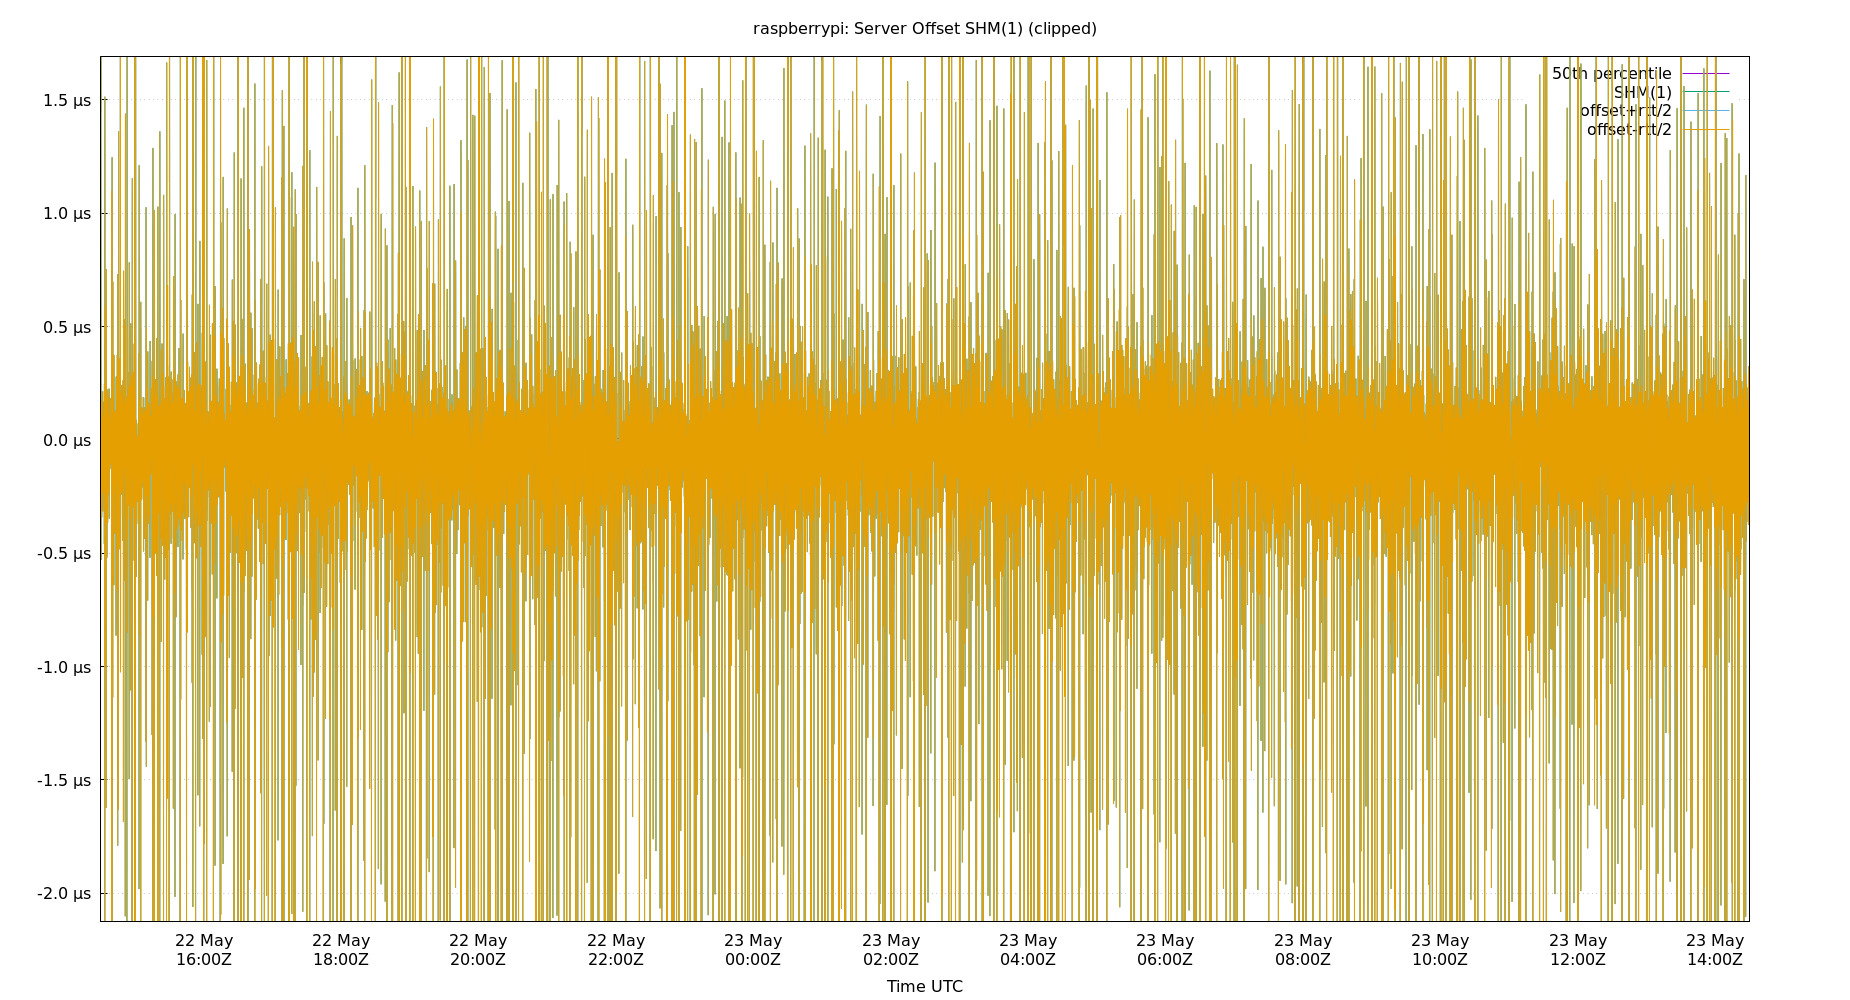 raspberrypi: Server Offset SHM(1) (clipped)
50th percentile
SHM(1)
offset+rtt/2
offset-rtt/2
1.5 µs
1.0 µs
0.5 µs
0.0 µs
-0.5 µs
-1.0 µs
-1.5 µs
-2.0 µs
22 May 22 May 22 May 22 May 23 May 23 May 23 May 23 May 23 May 23 May 23 May 23 May
16:00Z 18:00Z 20:00Z 22:00Z 00:00Z 02:00Z 04:00Z 06:00Z 08:00Z 10:00Z 12:00Z 14:00Z
Time UTC